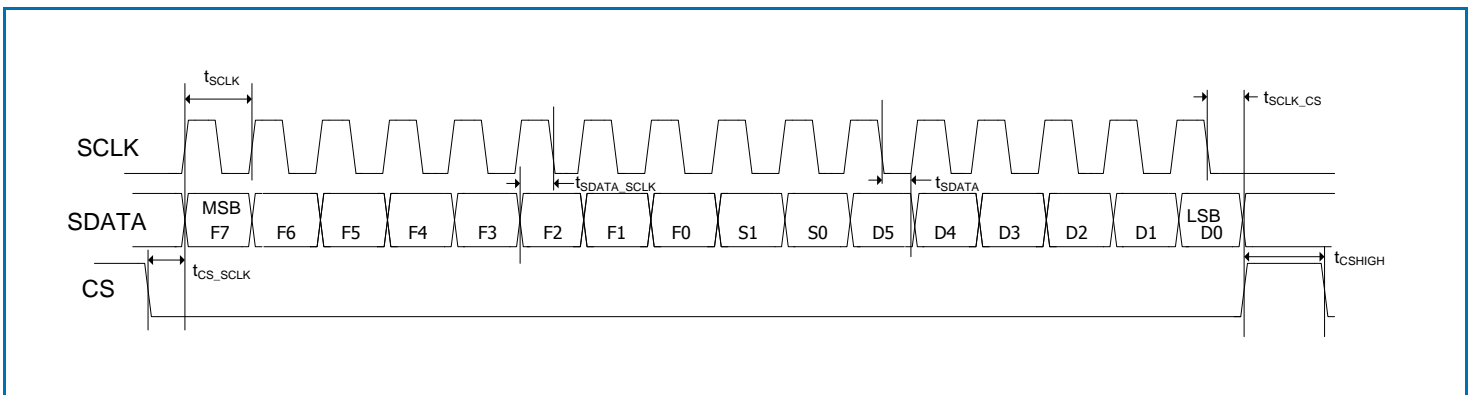 tSCLK
tSCLK_CS
SCLK
tSDATA_SCLK
tSDATA
SDATA
MSB
F7
F6
F5
F4
F3
F2
F1
F0
S1
S0
D5
D4
D3
D2
D1
LSB
D0
tCS_SCLK
tCSHIGH
CS